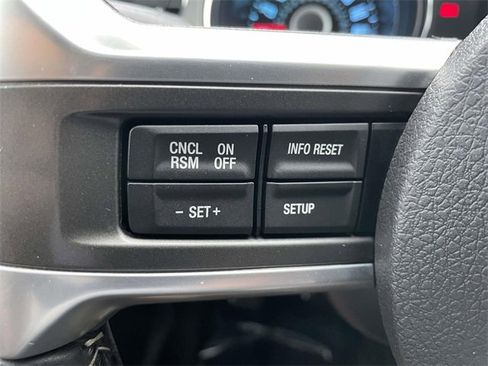 CNCL ON
RSM OFF
INFO RESET
- SET +
SETUP